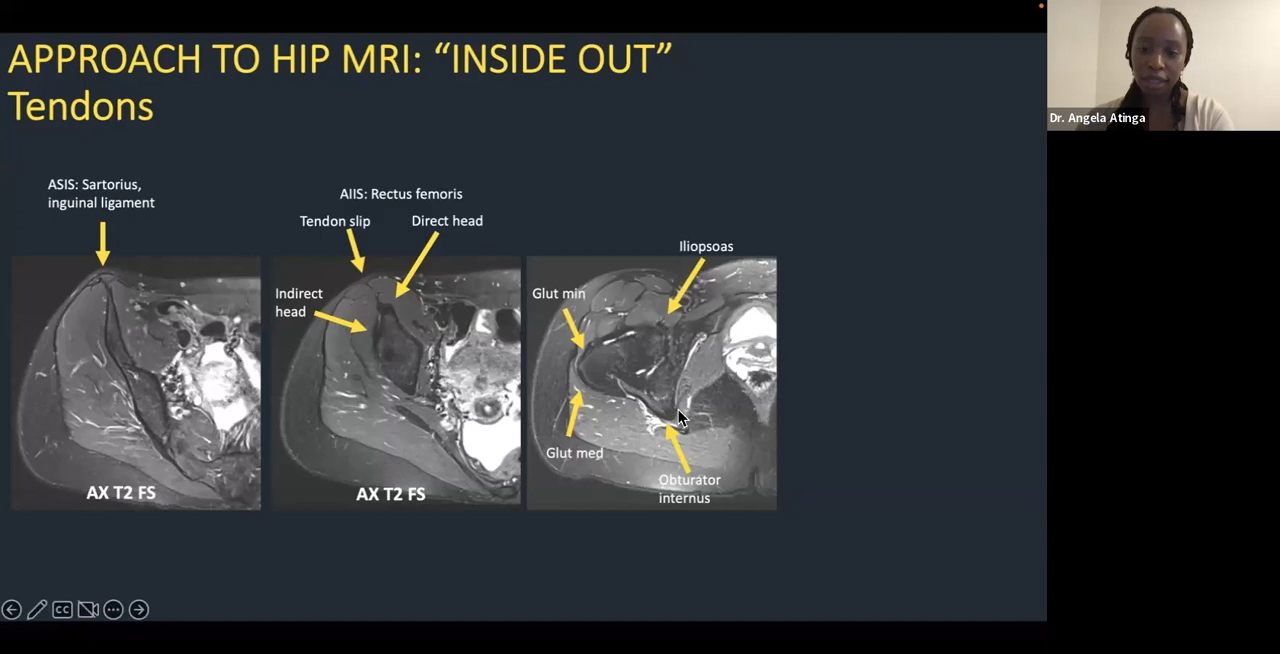 APPROACH TO HIP MRI: “INSIDE OUT”
Tendons
Dr. Angela Atinga
ASIS: Sartorius,
inguinal ligament
AIIS: Rectus femoris
Tendon slip
Direct head
Indirect
head
Iliopsoas
Glut min
Glut med
Obturator
internus
AX T2 FS
AX T2 FS
CC